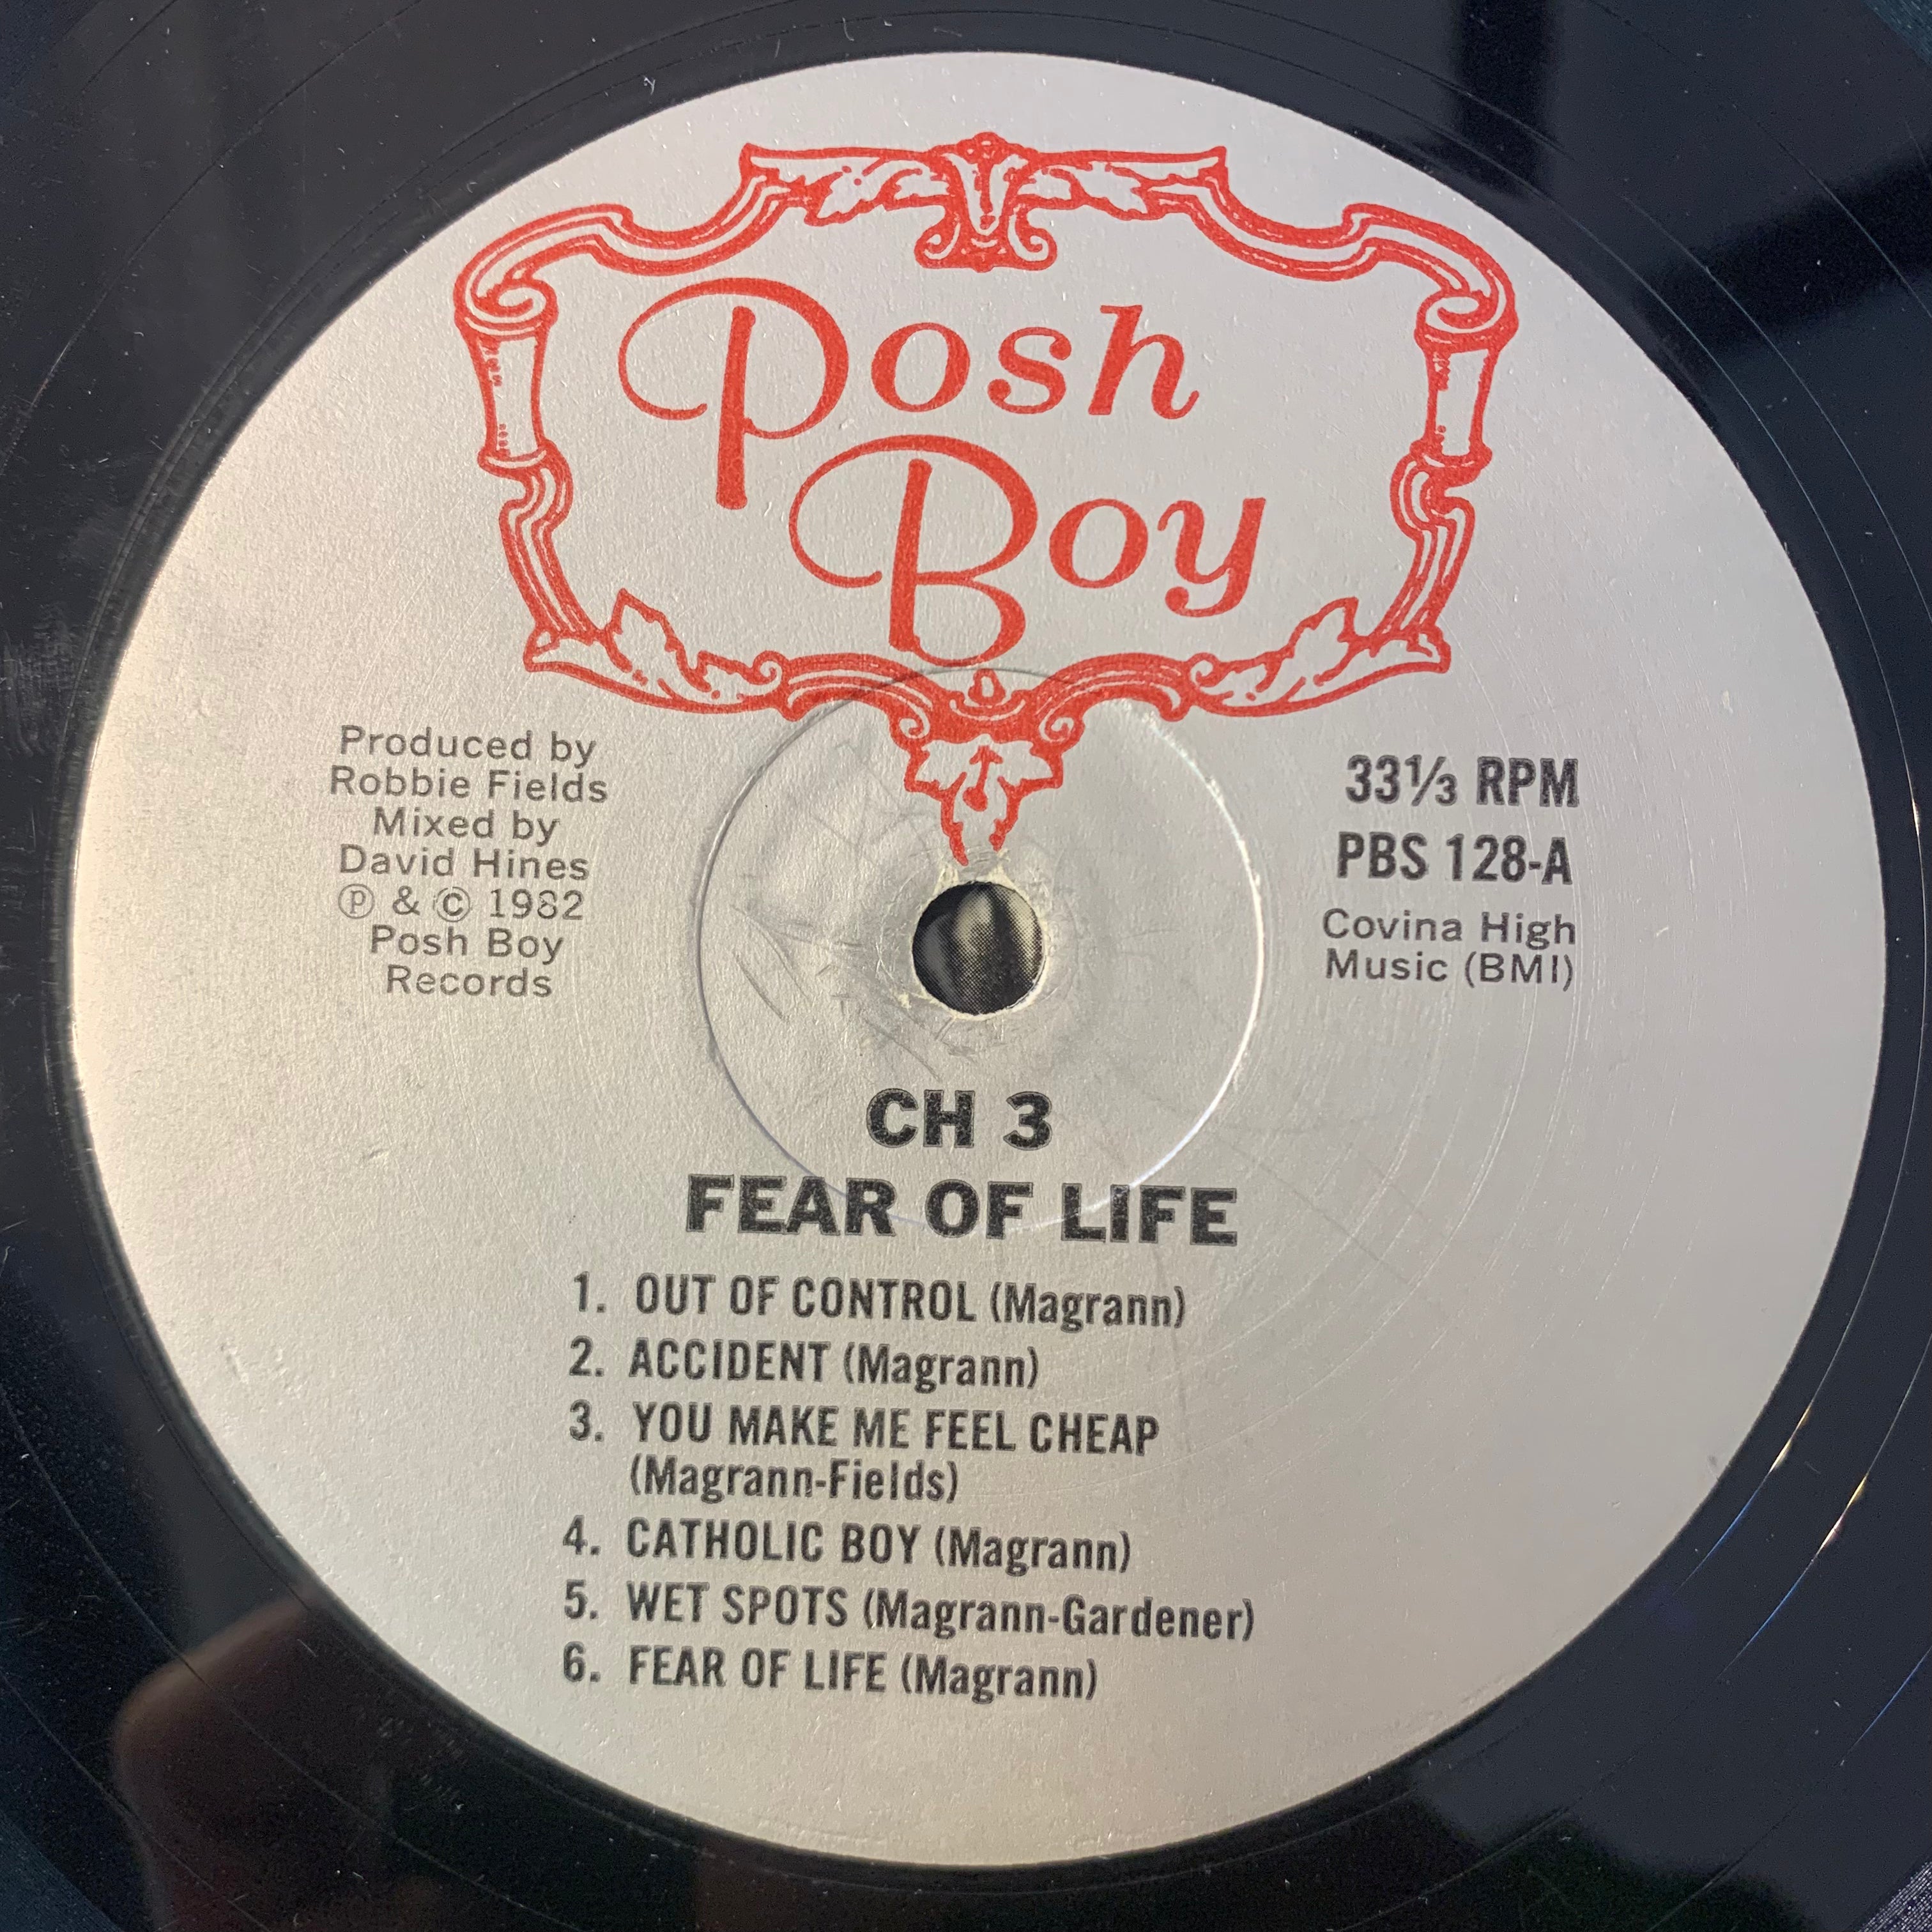 Posh
Boy
Produced by
Robbie Fields
Mixed by
David Hines
℗ & © 1982
Posh Boy
Records
33⅓ RPM
PBS 128-A
Covina High
Music (BMI)
CH 3
FEAR OF LIFE
1. OUT OF CONTROL (Magrann)
2. ACCIDENT (Magrann)
3. YOU MAKE ME FEEL CHEAP
(Magrann-Fields)
4. CATHOLIC BOY (Magrann)
5. WET SPOTS (Magrann-Gardener)
6. FEAR OF LIFE (Magrann)